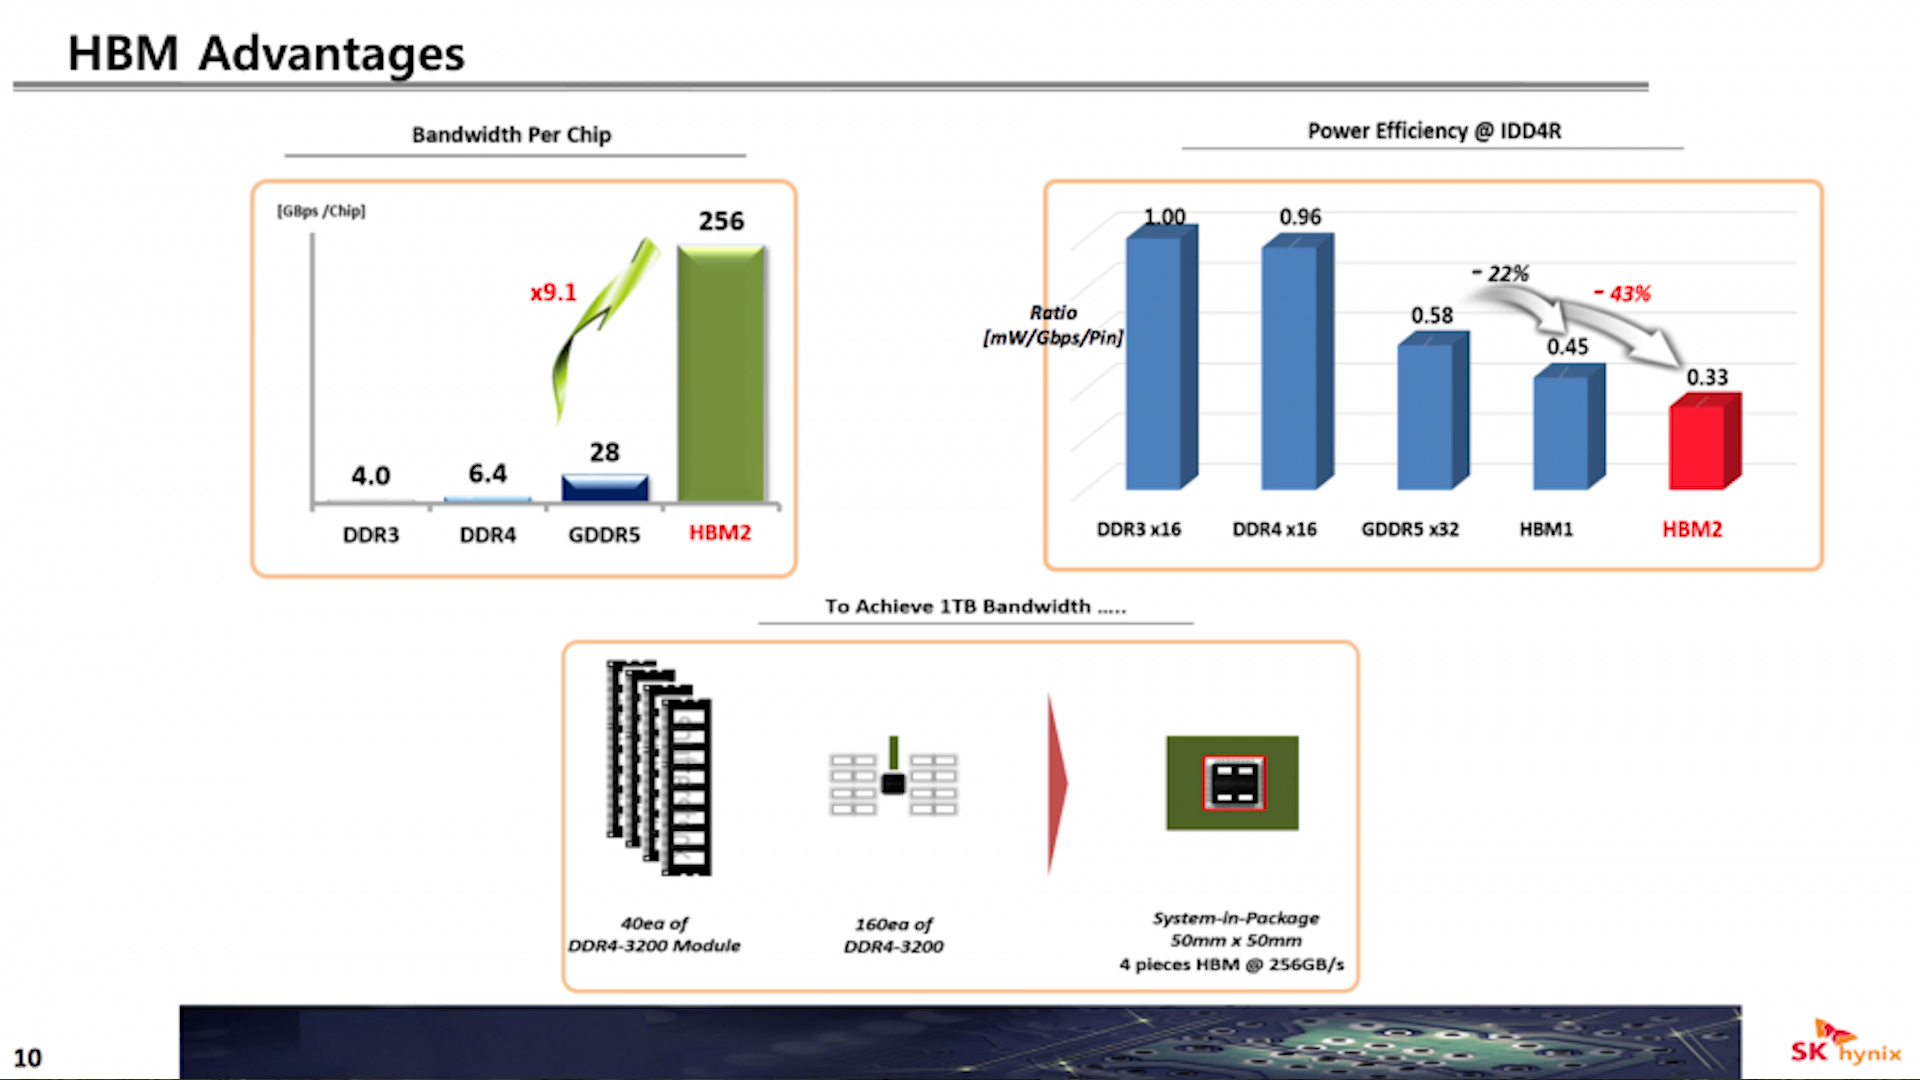 HBM Advantages
Bandwidth Per Chip
[GBps /Chip]
256
x9.1
28
6.4
4.0
DDR3
DDR4
GDDR5
HBM2
Power Efficiency @ IDD4R
1.00
0.96
- 22%
- 43%
Ratio
[mW/Gbps/Pin]
0.58
0.45
0.33
DDR3 x16
DDR4 x16
GDDR5 x32
HBM1
HBM2
To Achieve 1TB Bandwidth .....
40ea of
DDR4-3200 Module
160ea of
DDR4-3200
System-in-Package
50mm x 50mm
4 pieces HBM @ 256GB/s
10
SK hynix